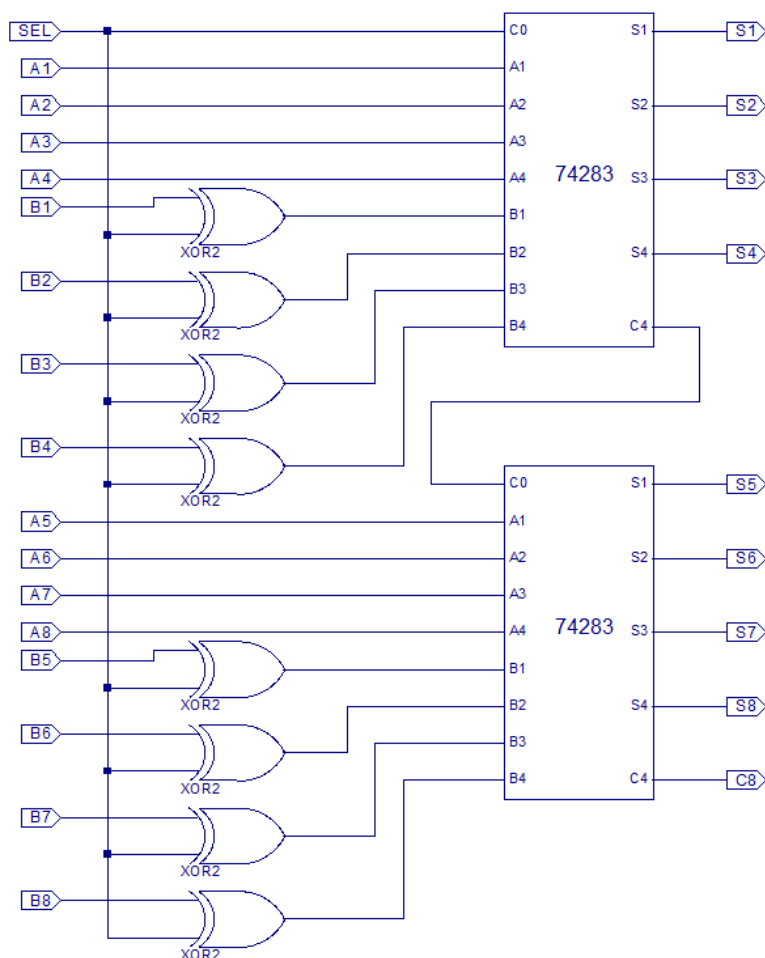 SEL C0 S1 S1
A1 A1
A2 A2 S2 S2
A3 A3
A4 A4 74283 S3 S3
B1 B1
XOR2
B2 B2 S4 S4
XOR2 B3
B3 B4 C4
XOR2
B4
XOR2 C0 S1 S5
A5 A1
A6 A2 S2 S6
A7 A3
A8 A4 74283 S3 S7
B5 B1
XOR2
B6 B2 S4 S8
XOR2 B3
B7 B4 C4 C8
XOR2
B8
XOR2